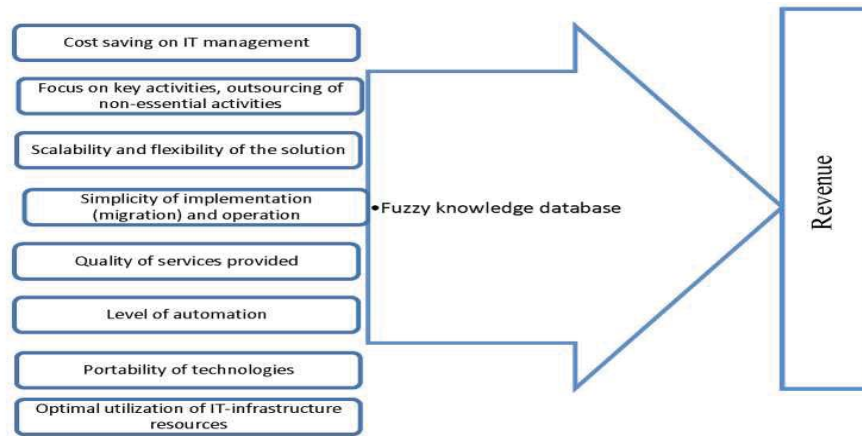 Cost saving on IT management
Focus on key activities, outsourcing of
non-essential activities
Scalability and flexibility of the solution
Simplicity of implementation
(migration) and operation
•Fuzzy knowledge database
Quality of services provided
Level of automation
Portability of technologies
Optimal utilization of IT-infrastructure
resources
Revenue